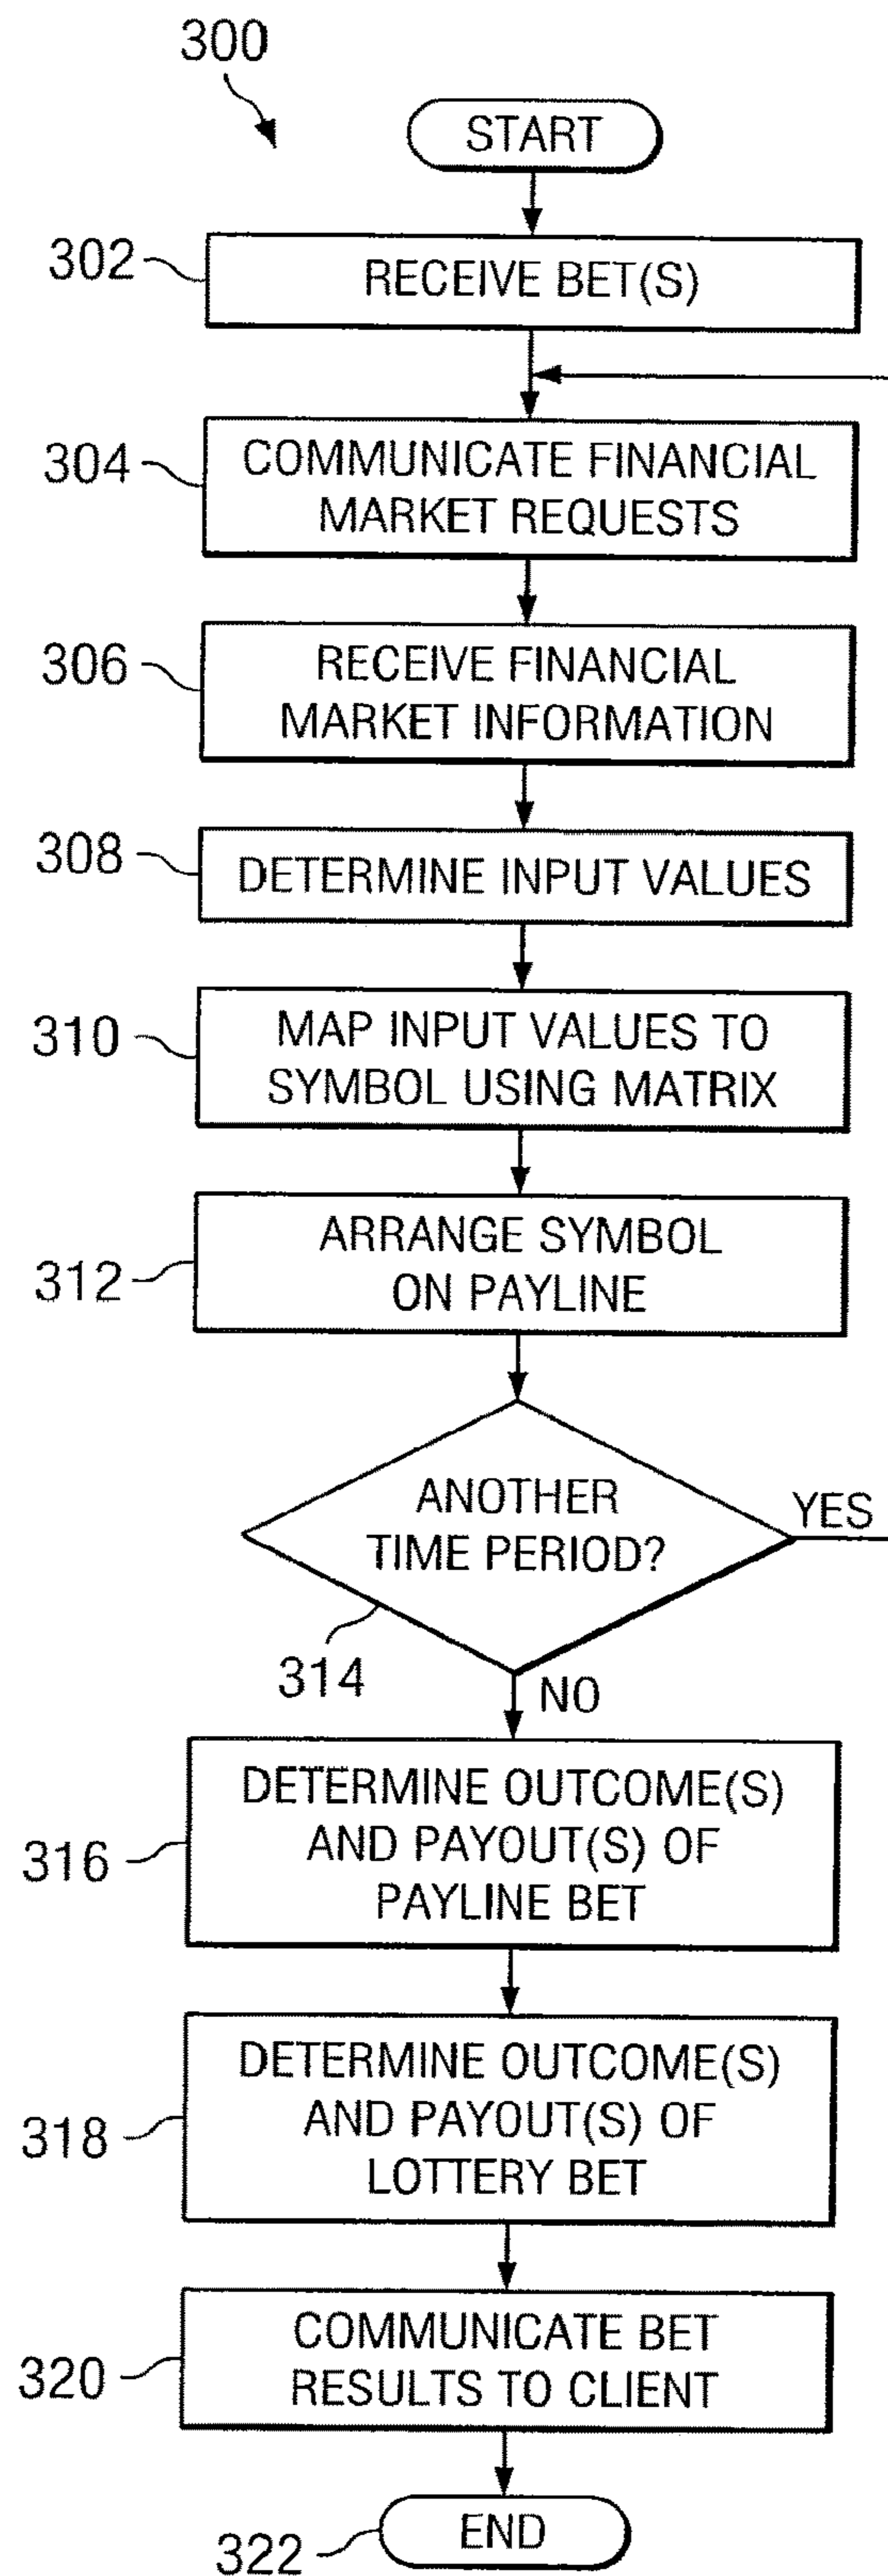 300
START
302
RECEIVE BET(S)
304
COMMUNICATE FINANCIAL
MARKET REQUESTS
306
RECEIVE FINANCIAL
MARKET INFORMATION
308
DETERMINE INPUT VALUES
310
MAP INPUT VALUES TO
SYMBOL USING MATRIX
312
ARRANGE SYMBOL
ON PAYLINE
ANOTHER
TIME PERIOD?
YES
314
NO
316
DETERMINE OUTCOME(S)
AND PAYOUT(S) OF
PAYLINE BET
318
DETERMINE OUTCOME(S)
AND PAYOUT(S) OF
LOTTERY BET
320
COMMUNICATE BET
RESULTS TO CLIENT
322
END